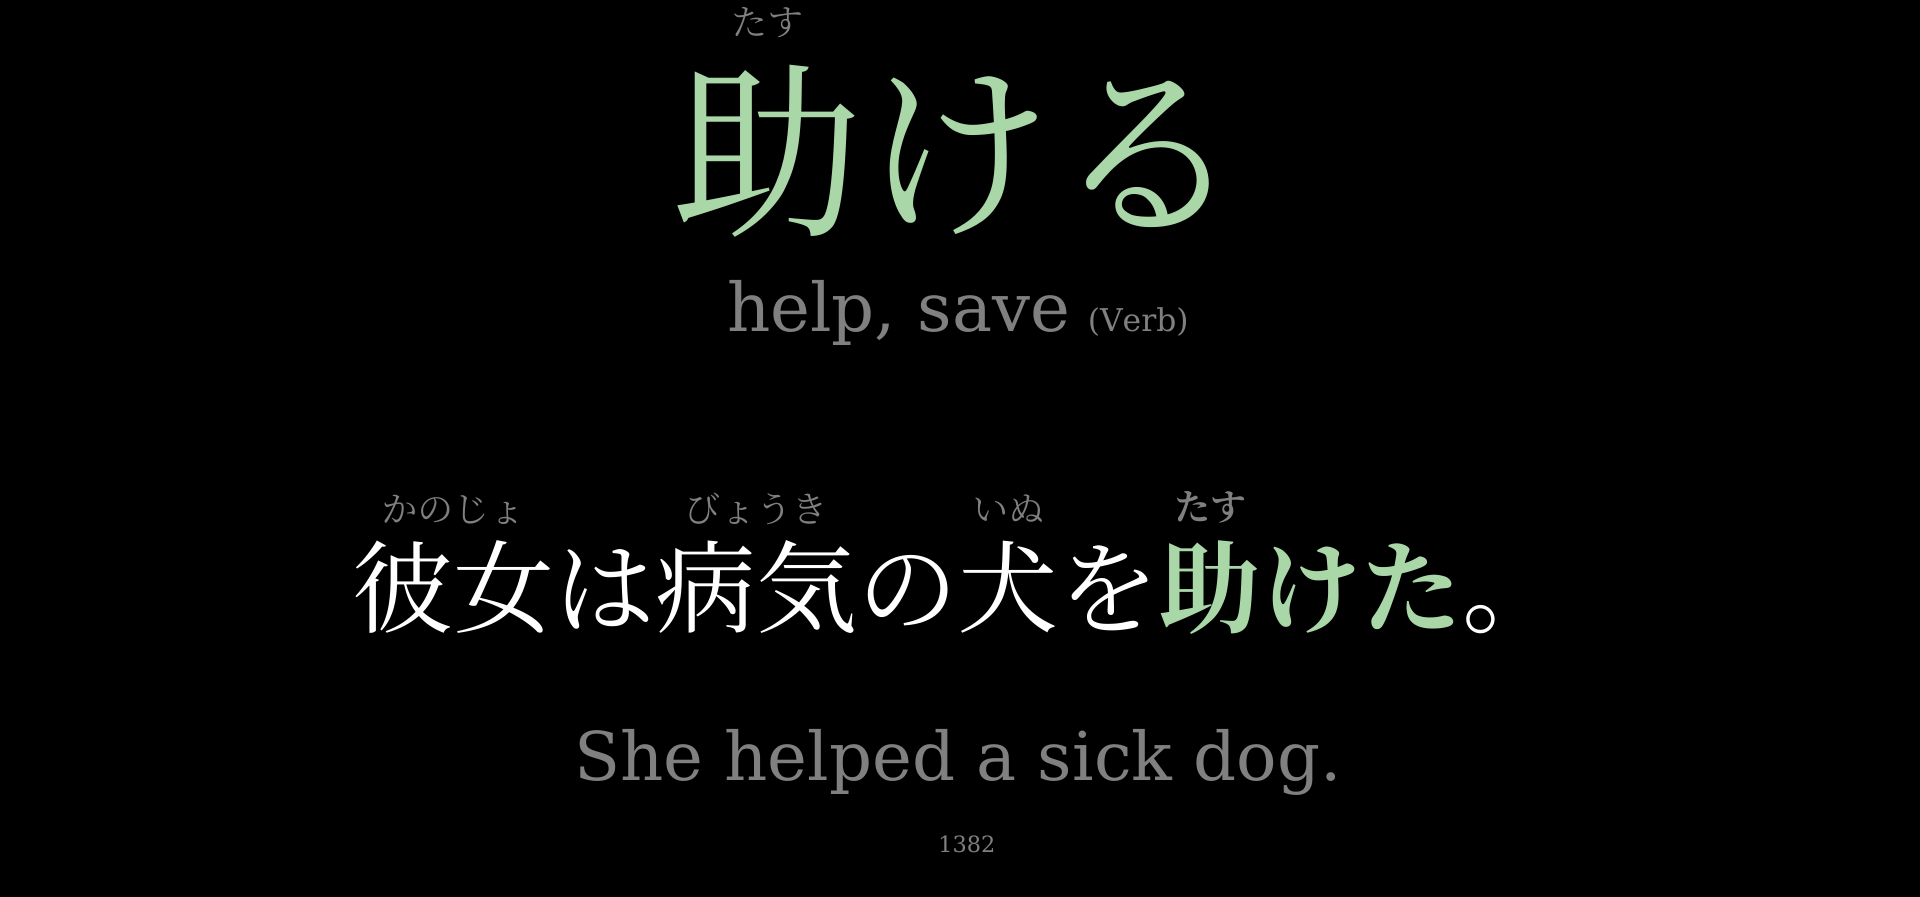 たす
助ける
help, save (Verb)
かのじょ びょうき いぬ たす
彼女は病気の犬を助けた。
She helped a sick dog.
1382